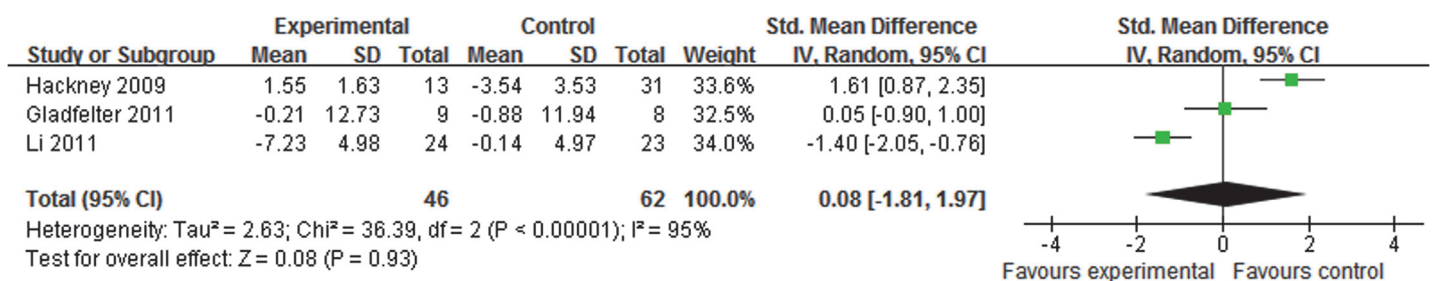 Experimental Control Std. Mean Difference Std. Mean Difference
Study or Subgroup Mean SD Total Mean SD Total Weight IV, Random, 95% CI IV, Random, 95% CI
Hackney 2009 1.55 1.63 13 -3.54 3.53 31 33.6% 1.61 [0.87, 2.35]
Gladfelter 2011 -0.21 12.73 9 -0.88 11.94 8 32.5% 0.05 [-0.90, 1.00]
Li 2011 -7.23 4.98 24 -0.14 4.97 23 34.0% -1.40 [-2.05, -0.76]
Total (95% CI) 46 62 100.0% 0.08 [-1.81, 1.97]
Heterogeneity: Tau² = 2.63; Chi² = 36.39, df = 2 (P < 0.00001); I² = 95%
Test for overall effect: Z = 0.08 (P = 0.93)
-4 -2 0 2 4
Favours experimental Favours control